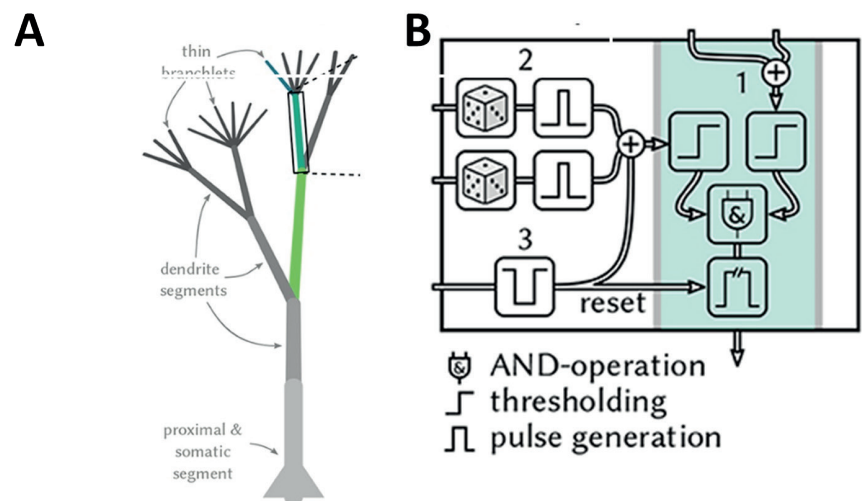 A
thin
branchlets
dendrite
segments
proximal &
somatic
segment
B
1
2
3
reset
&
& AND-operation
thresholding
pulse generation